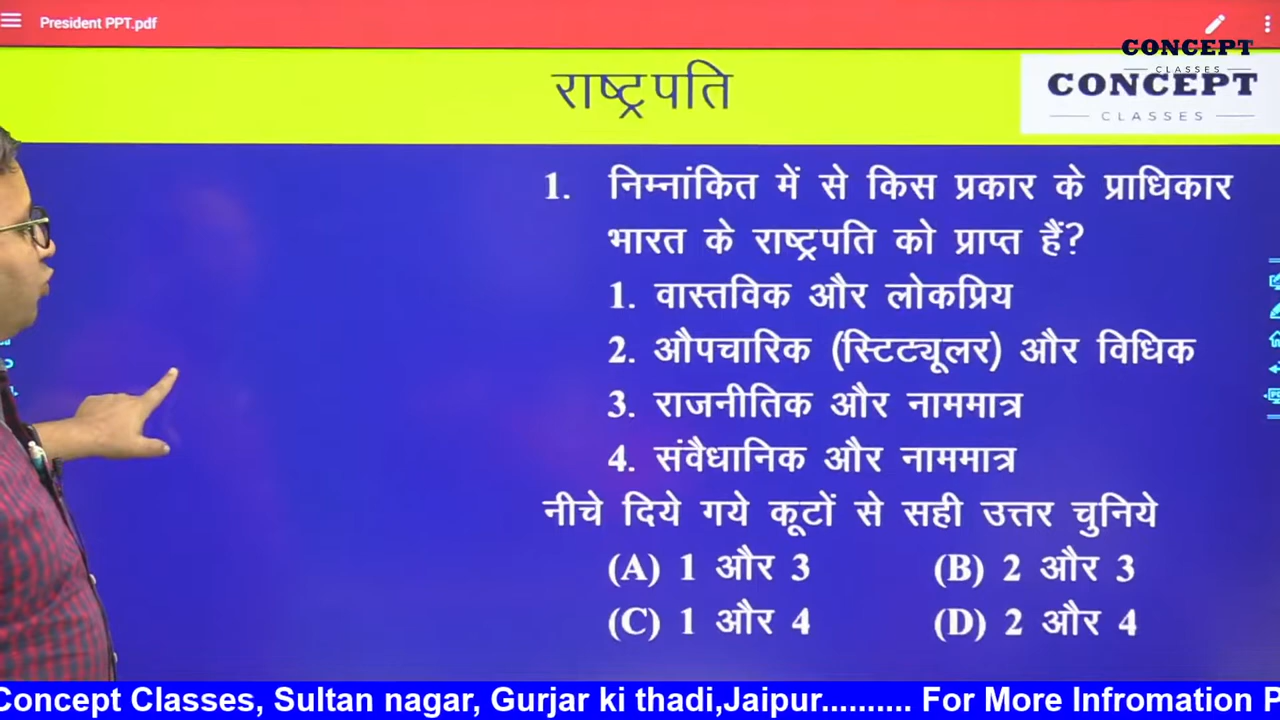 President PPT.pdf
CONCEPT
CLASSES
राष्ट्रपति
CONCEPT
CLASSES
1. निम्नांकित में से किस प्रकार के प्राधिकार
भारत के राष्ट्रपति को प्राप्त हैं?
1. वास्तविक और लोकप्रिय
2. औपचारिक (स्टिट्यूलर) और विधिक
3. राजनीतिक और नाममात्र
4. संवैधानिक और नाममात्र
नीचे दिये गये कूटों से सही उत्तर चुनिये
(A) 1 और 3 (B) 2 और 3
(C) 1 और 4 (D) 2 और 4
Concept Classes, Sultan nagar, Gurjar ki thadi,Jaipur.......... For More Infromation P